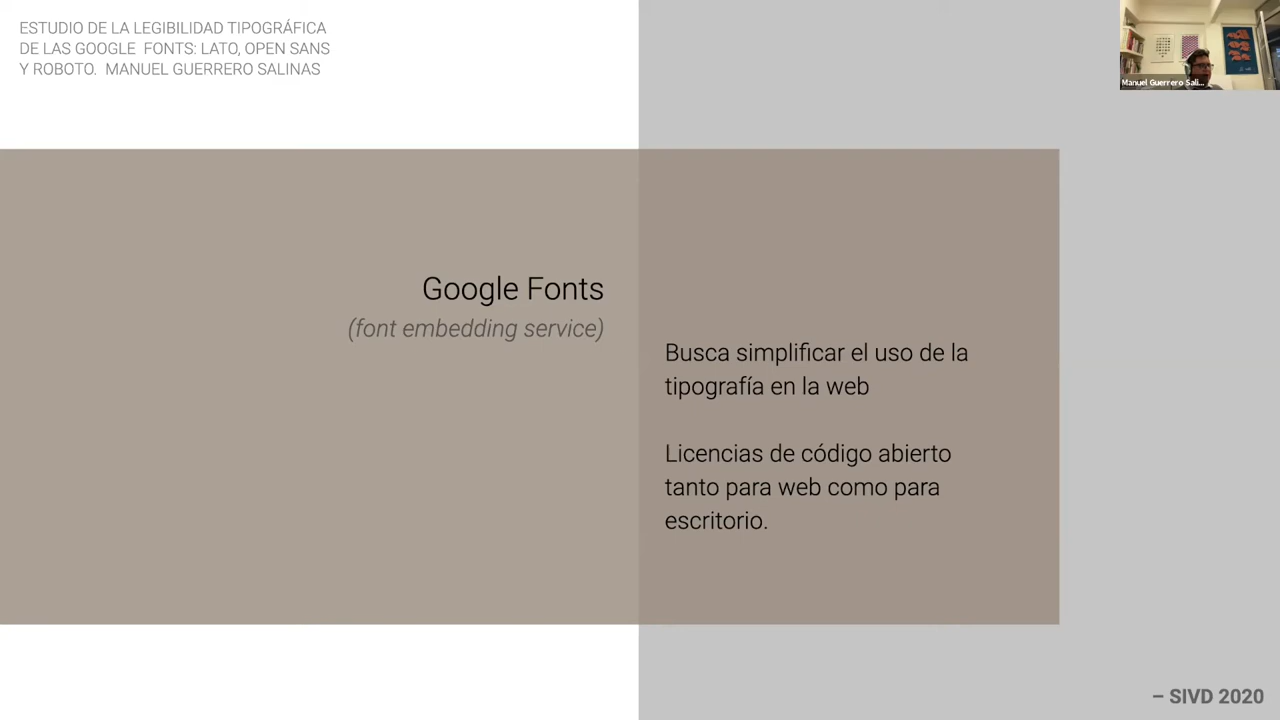 ESTUDIO DE LA LEGIBILIDAD TIPOGRÁFICA
DE LAS GOOGLE FONTS: LATO, OPEN SANS
Y ROBOTO. MANUEL GUERRERO SALINAS
Manuel Guerrero Sali...
Google Fonts
(font embedding service)
Busca simplificar el uso de la
tipografía en la web
Licencias de código abierto
tanto para web como para
escritorio.
– SIVD 2020